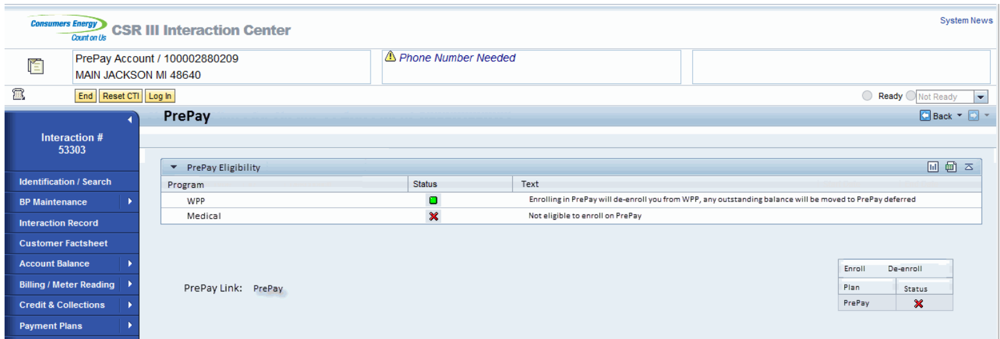 Consumers Energy
Count on Us
CSR III Interaction Center
System News
PrePay Account / 100002880209
MAIN JACKSON MI 48640
Phone Number Needed
End Reset CTI Log In
Ready Not Ready
PrePay
Back
Interaction #
53303
Identification / Search
BP Maintenance
Interaction Record
Customer Factsheet
Account Balance
Billing / Meter Reading
Credit & Collections
Payment Plans
PrePay Eligibility
Program Status Text
WPP Enrolling in PrePay will de-enroll you from WPP, any outstanding balance will be moved to PrePay deferred
Medical Not eligible to enroll on PrePay
PrePay Link: PrePay
Enroll De-enroll
Plan Status
PrePay